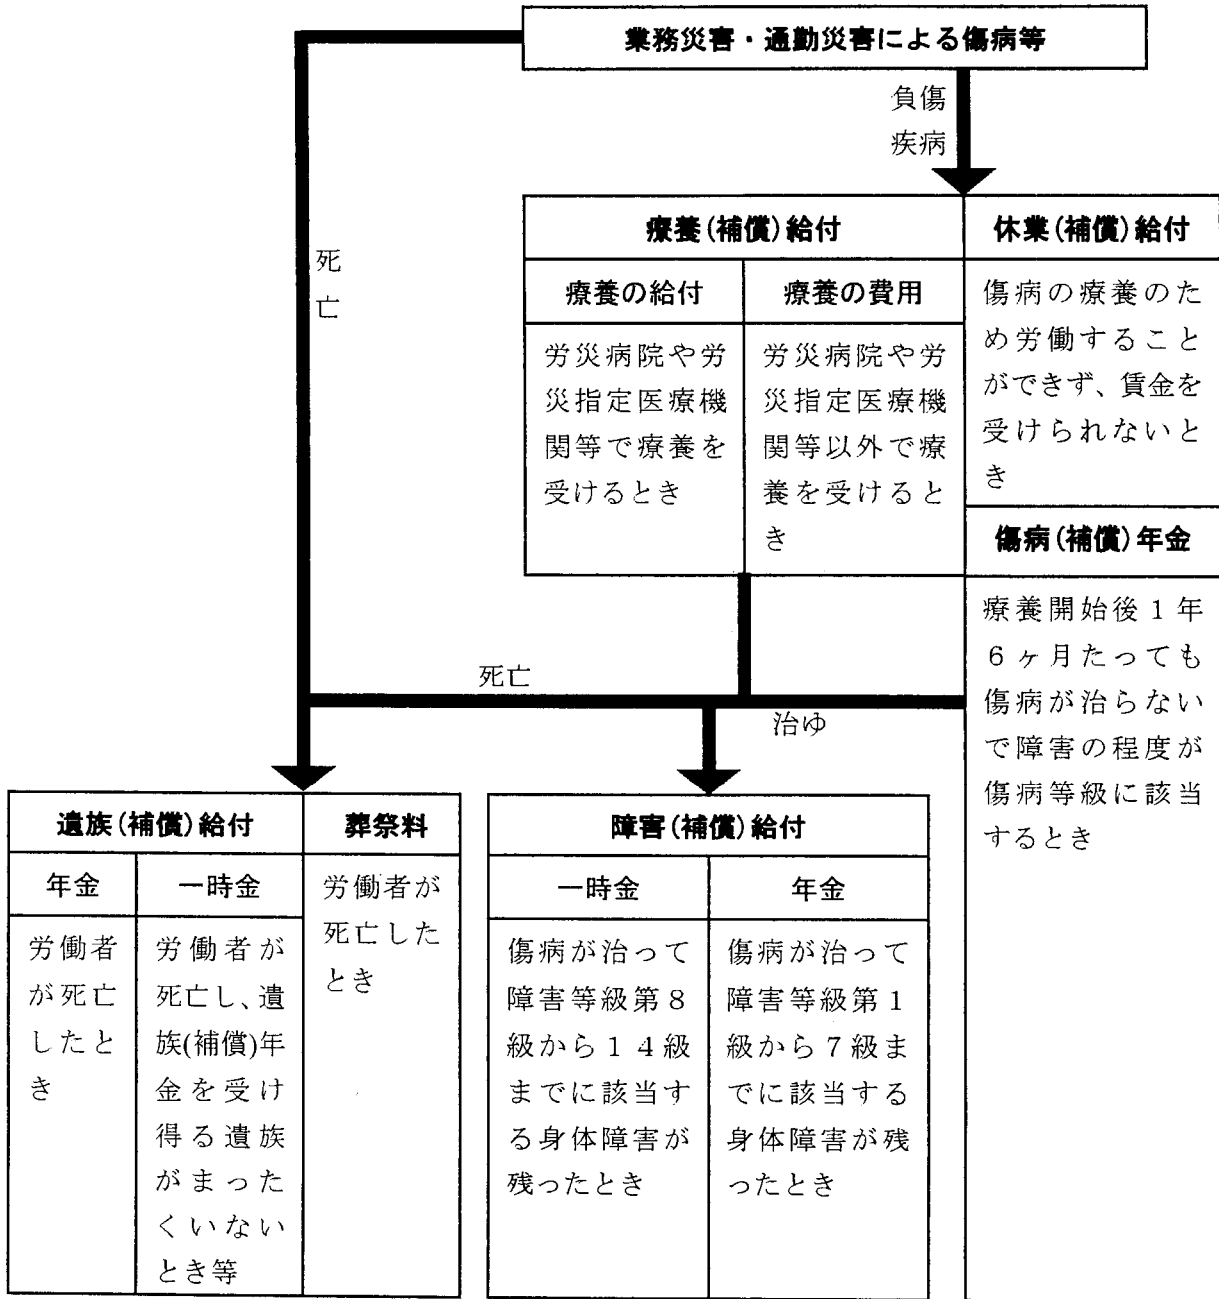 業務災害・通勤災害による傷病等
負傷
疾病
死
亡
療養(補償)給付
療養の給付
労災病院や労
災指定医療機
関等で療養を
受けるとき
療養の費用
労災病院や労
災指定医療機
関等以外で療
養を受けると
き
休業(補償)給付
傷病の療養のた
め労働すること
ができず、賃金を
受けられないと
き
傷病(補償)年金
療養開始後1年
6ヶ月たっても
傷病が治らない
で障害の程度が
傷病等級に該当
するとき
死亡
治ゆ
遺族(補償)給付
年金
労働者
が死亡
したと
き
一時金
労働者が
死亡し、遺
族(補償)年
金を受け
得る遺族
がまった
くいない
とき等
葬祭料
労働者が
死亡した
とき
障害(補償)給付
一時金
傷病が治って
障害等級第8
級から14級
までに該当す
る身体障害が
残ったとき
年金
傷病が治って
障害等級第1
級から7級ま
でに該当する
身体障害が残
ったとき